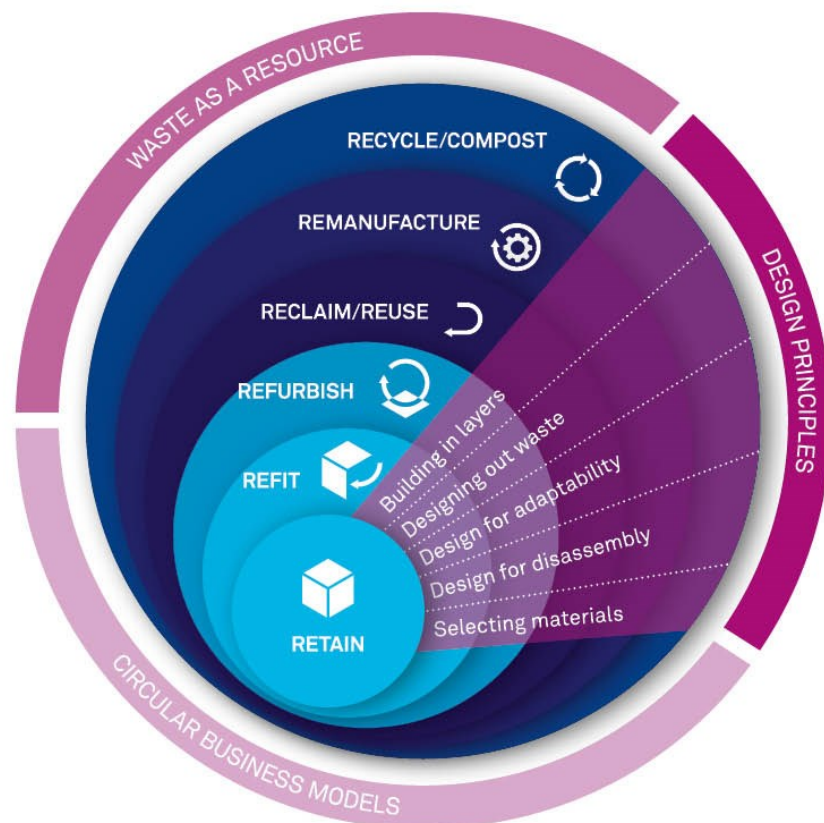 WASTE AS A RESOURCE
RECYCLE/COMPOST
REMANUFACTURE
RECLAIM/REUSE
REFURBISH
REFIT
RETAIN
Building in layers
Designing out waste
Design for adaptability
Design for disassembly
Selecting materials
DESIGN PRINCIPLES
CIRCULAR BUSINESS MODELS